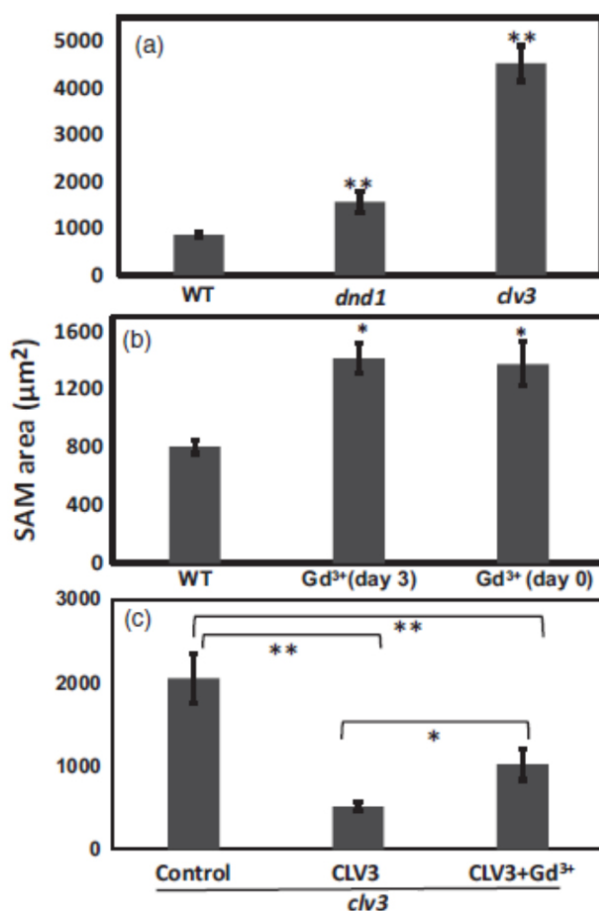 (a)
5000
4000
3000
2000
1000
0
**
**
WT dnd1 clv3
SAM area (μm²)
(b)
1600
1200
800
400
0
*
*
WT Gd³⁺(day 3) Gd³⁺ (day 0)
(c)
3000
2000
1000
0
**
**
*
Control CLV3 CLV3+Gd³⁺
clv3